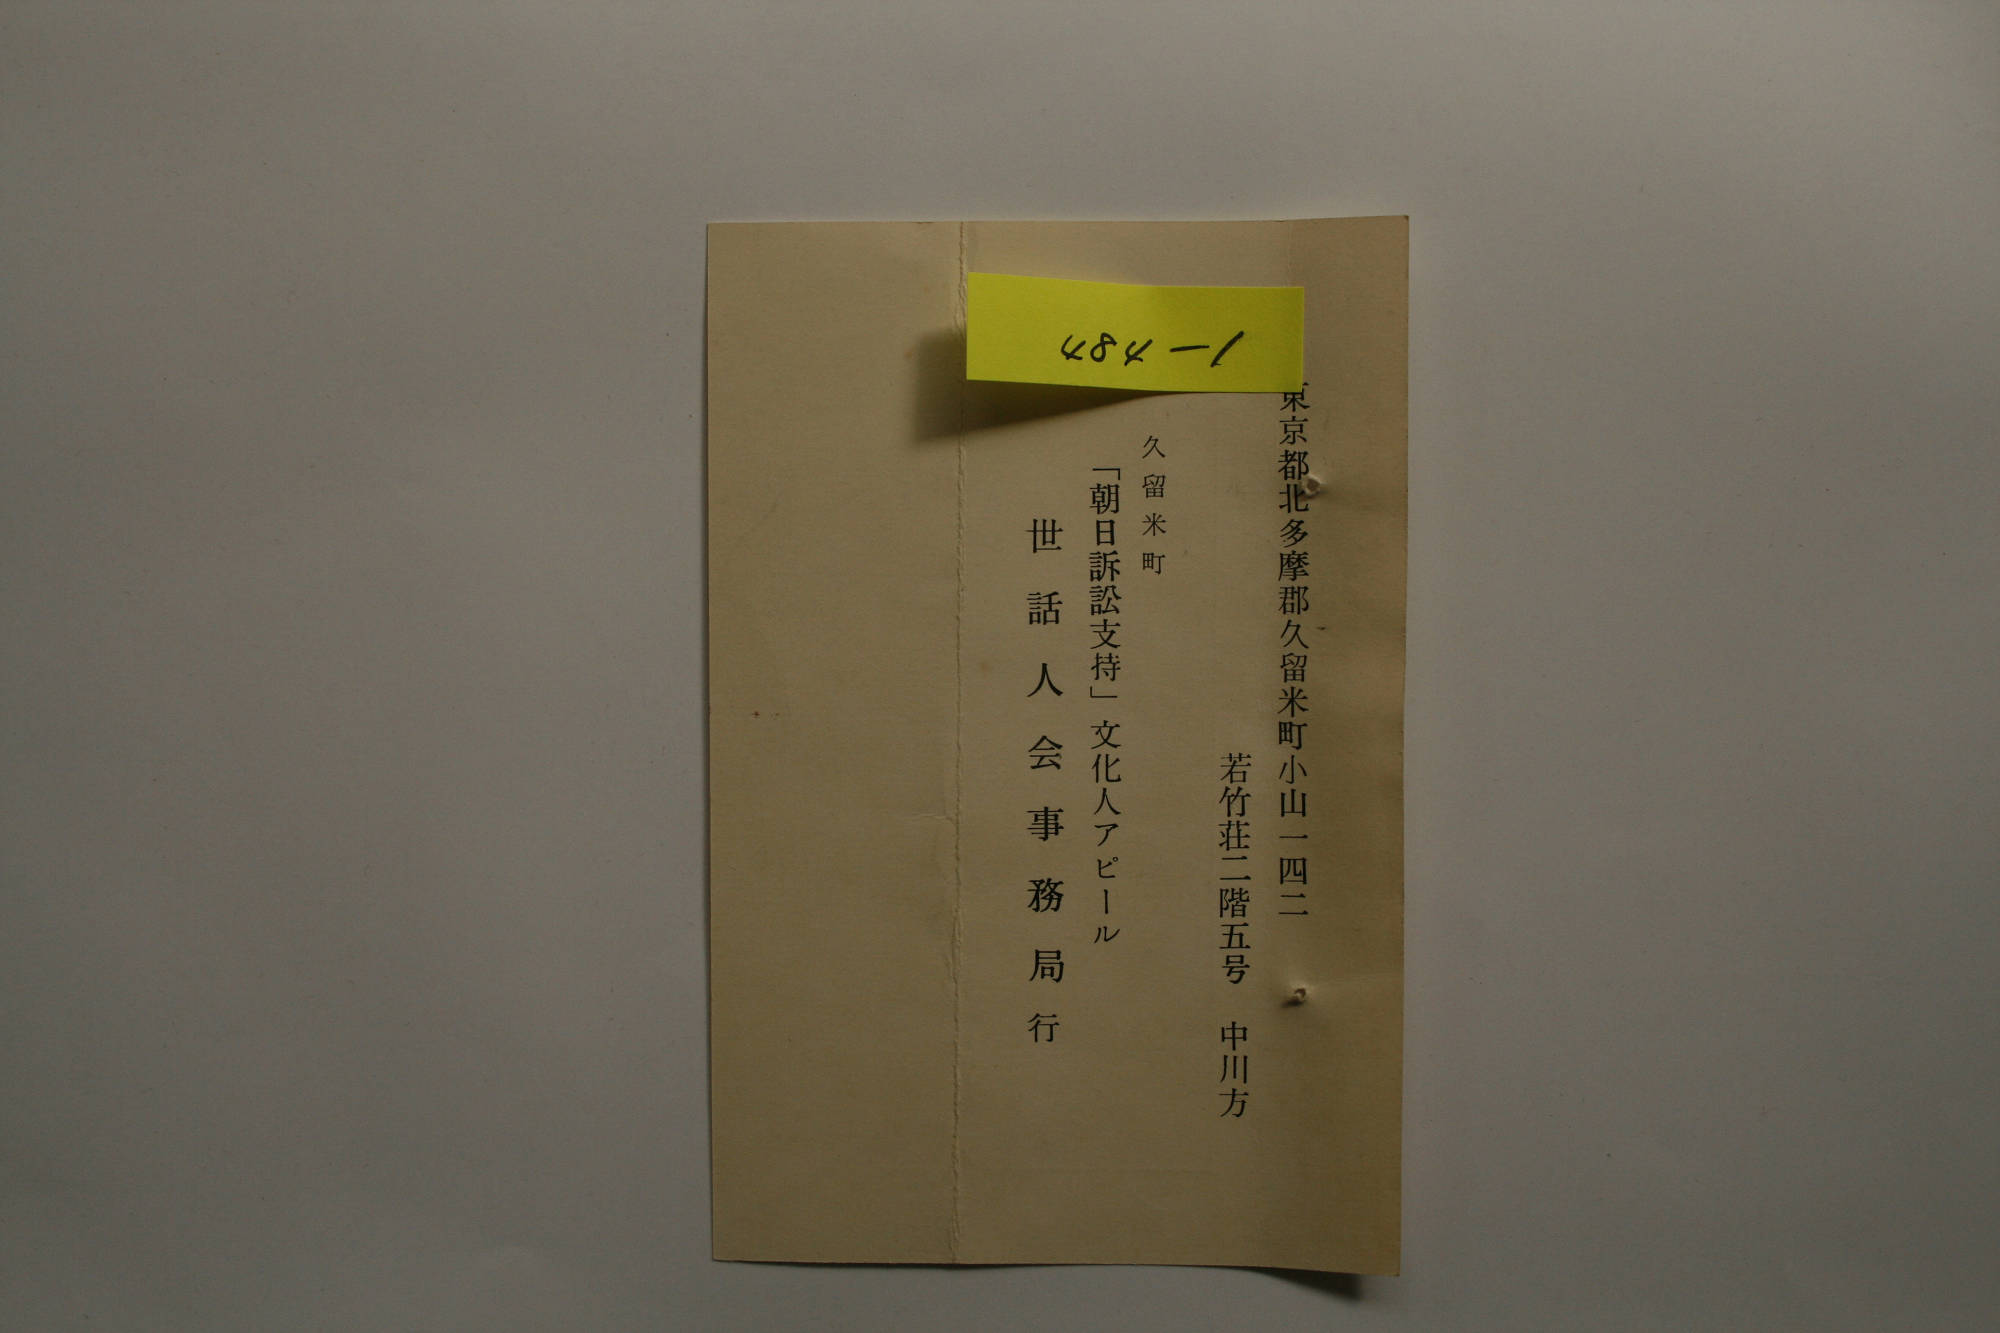 1-484
東京都北多摩郡久留米町小山一四二
若竹荘二階五号 中川方
久留米町
「朝日訴訟支持」文化人アピール
世話人会事務局行